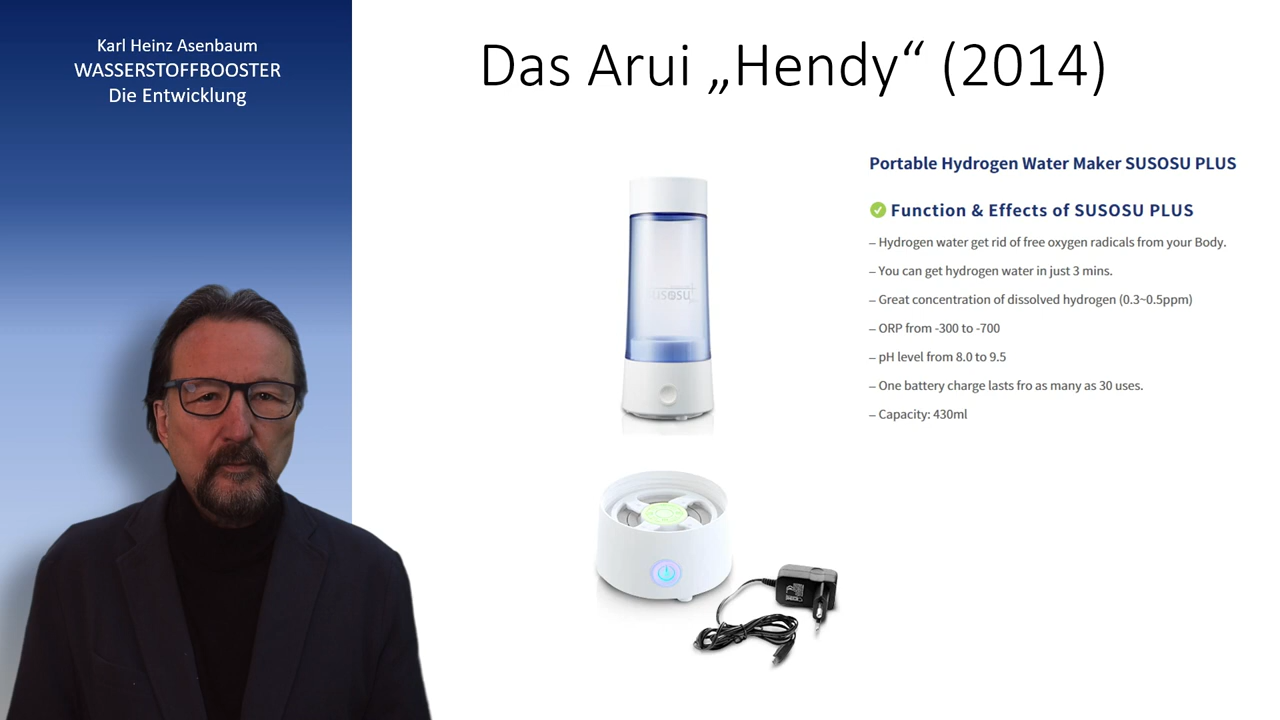 Karl Heinz Asenbaum
WASSERSTOFFBOOSTER
Die Entwicklung
Das Arui „Hendy“ (2014)
Portable Hydrogen Water Maker SUSOSU PLUS
Function & Effects of SUSOSU PLUS
– Hydrogen water get rid of free oxygen radicals from your Body.
– You can get hydrogen water in just 3 mins.
– Great concentration of dissolved hydrogen (0.3~0.5ppm)
– ORP from -300 to -700
– pH level from 8.0 to 9.5
– One battery charge lasts fro as many as 30 uses.
– Capacity: 430ml
susosu